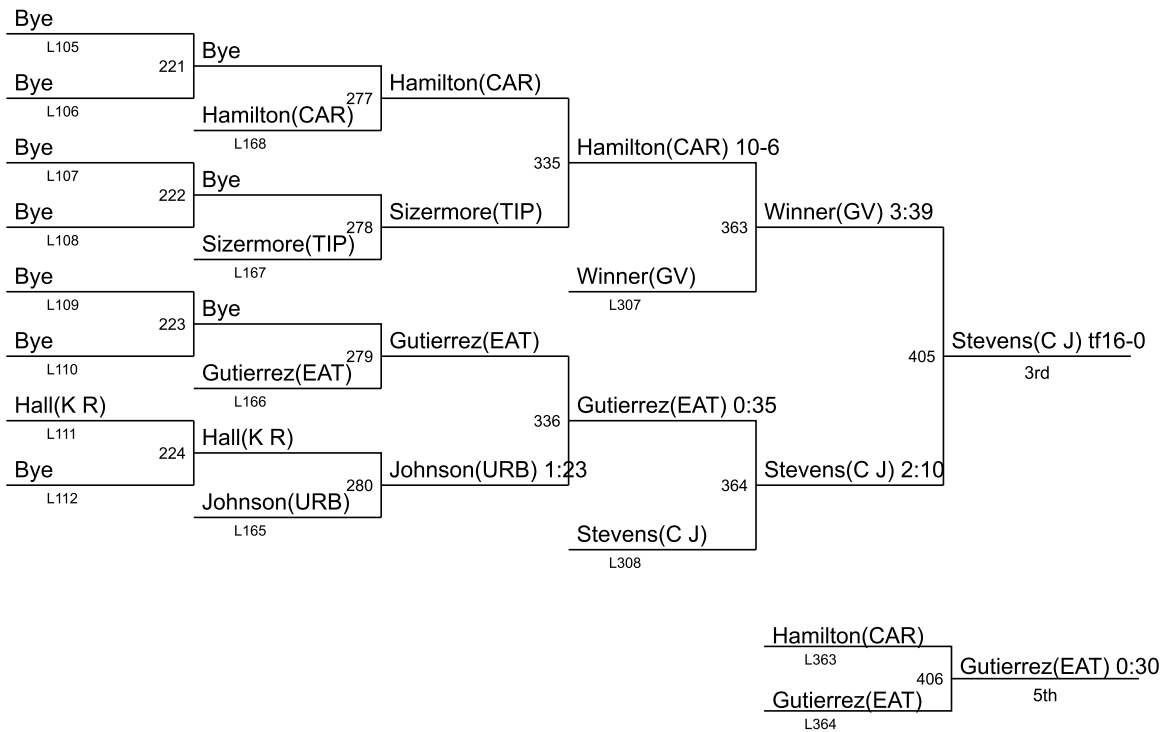 Bye
L105
221
Bye
L106
Bye
277
Hamilton(CAR)
L168
Hamilton(CAR)
Bye
L107
222
Bye
L108
Bye
278
Sizermore(TIP)
L167
Sizermore(TIP)
335
Hamilton(CAR) 10-6
363
Winner(GV)
L307
Winner(GV) 3:39
Bye
L109
223
Bye
L110
Bye
279
Gutierrez(EAT)
L166
Gutierrez(EAT)
Hall(K R)
L111
224
Bye
L112
Hall(K R)
280
Johnson(URB)
L165
Johnson(URB) 1:23
336
Gutierrez(EAT) 0:35
364
Stevens(C J)
L308
Stevens(C J) 2:10
405
Stevens(C J) tf16-0
3rd
Hamilton(CAR)
L363
406
Gutierrez(EAT)
L364
Gutierrez(EAT) 0:30
5th